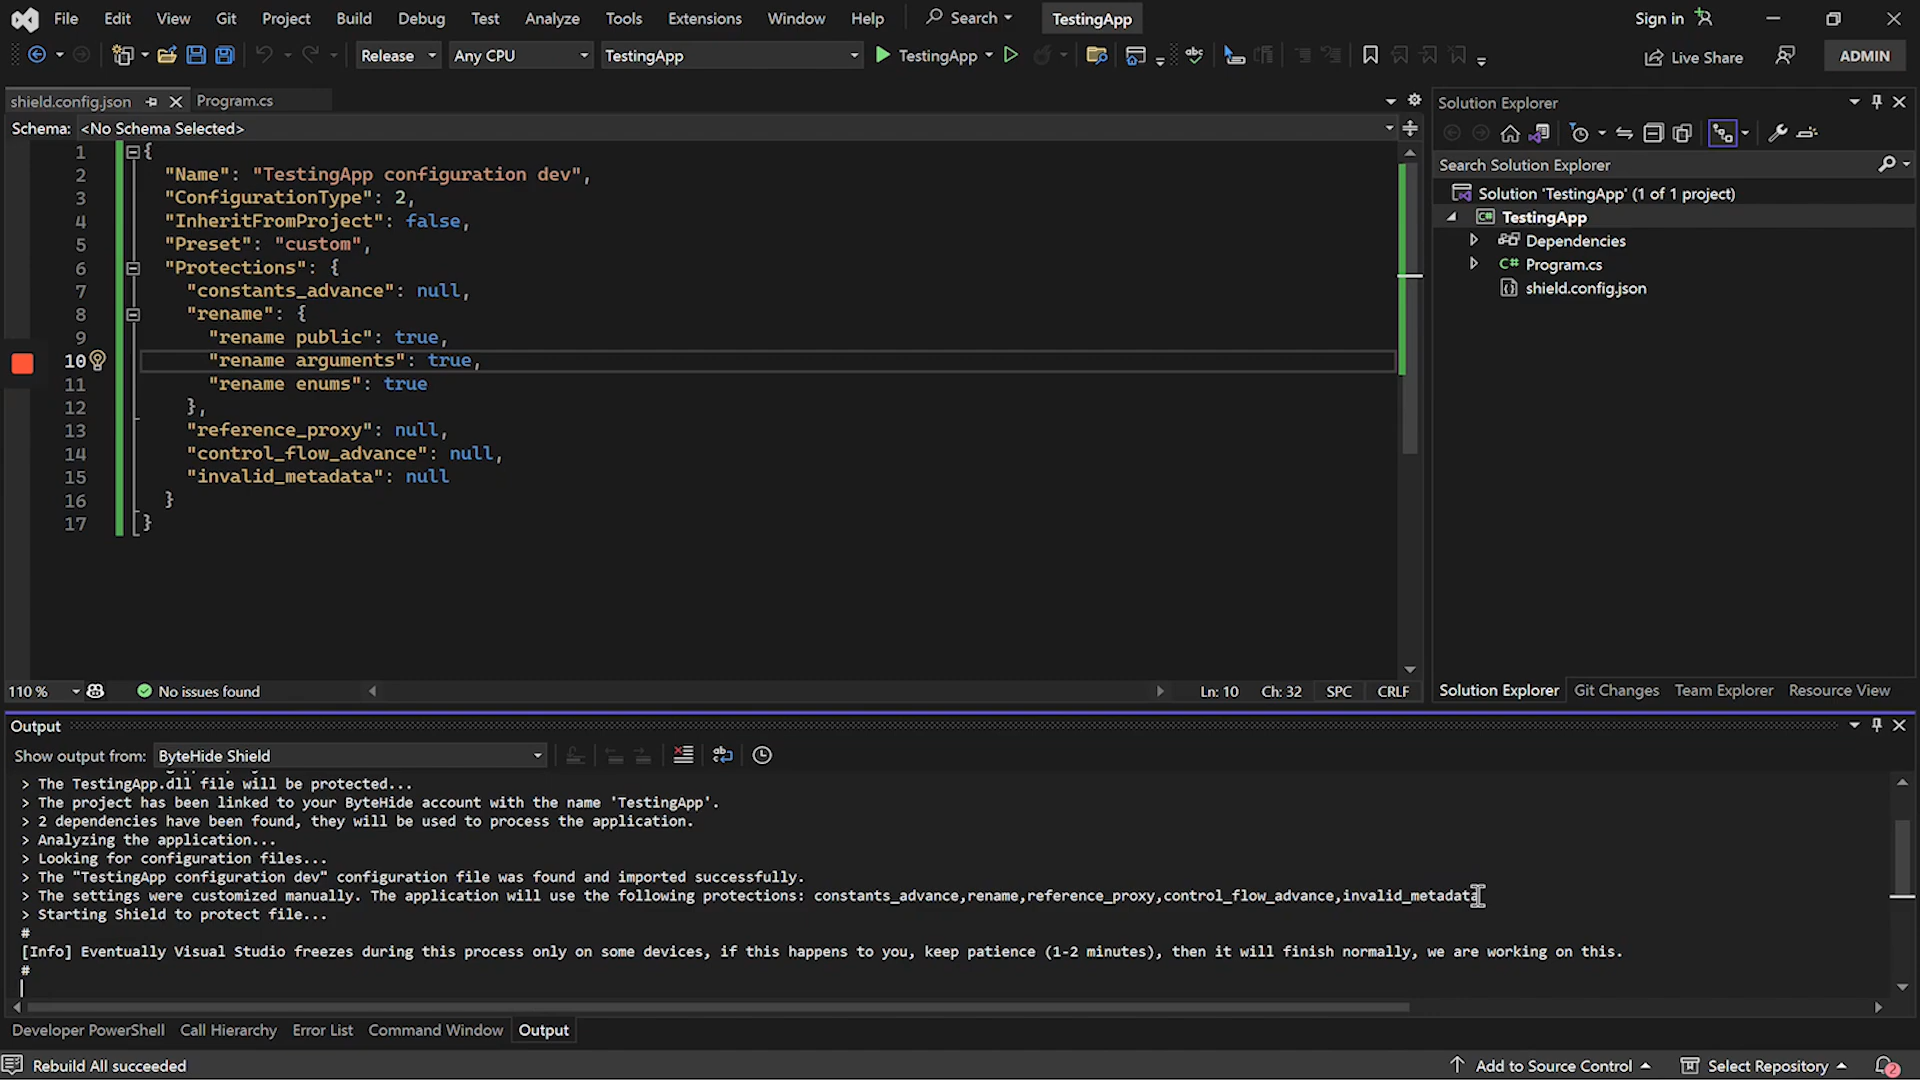 File Edit View Git Project Build Debug Test Analyze Tools Extensions Window Help Search TestingApp Sign in
Release Any CPU TestingApp TestingApp Live Share ADMIN
shield.config.json Program.cs
Schema: <No Schema Selected>
1 {
2 "Name": "TestingApp configuration dev",
3 "ConfigurationType": 2,
4 "InheritFromProject": false,
5 "Preset": "custom",
6 "Protections": {
7 "constants_advance": null,
8 "rename": {
9 "rename public": true,
10 "rename arguments": true,
11 "rename enums": true
12 },
13 "reference_proxy": null,
14 "control_flow_advance": null,
15 "invalid_metadata": null
16 }
17 }
110 % No issues found Ln: 10 Ch: 32 SPC CRLF
Solution Explorer
Search Solution Explorer
Solution 'TestingApp' (1 of 1 project)
TestingApp
Dependencies
C# Program.cs
shield.config.json
Solution Explorer Git Changes Team Explorer Resource View
Output
Show output from: ByteHide Shield
> The TestingApp.dll file will be protected...
> The project has been linked to your ByteHide account with the name 'TestingApp'.
> 2 dependencies have been found, they will be used to process the application.
> Analyzing the application...
> Looking for configuration files...
> The "TestingApp configuration dev" configuration file was found and imported successfully.
> The settings were customized manually. The application will use the following protections: constants_advance,rename,reference_proxy,control_flow_advance,invalid_metadata
> Starting Shield to protect file...
#
[Info] Eventually Visual Studio freezes during this process only on some devices, if this happens to you, keep patience (1-2 minutes), then it will finish normally, we are working on this.
#
Developer PowerShell Call Hierarchy Error List Command Window Output
Rebuild All succeeded Add to Source Control Select Repository 2